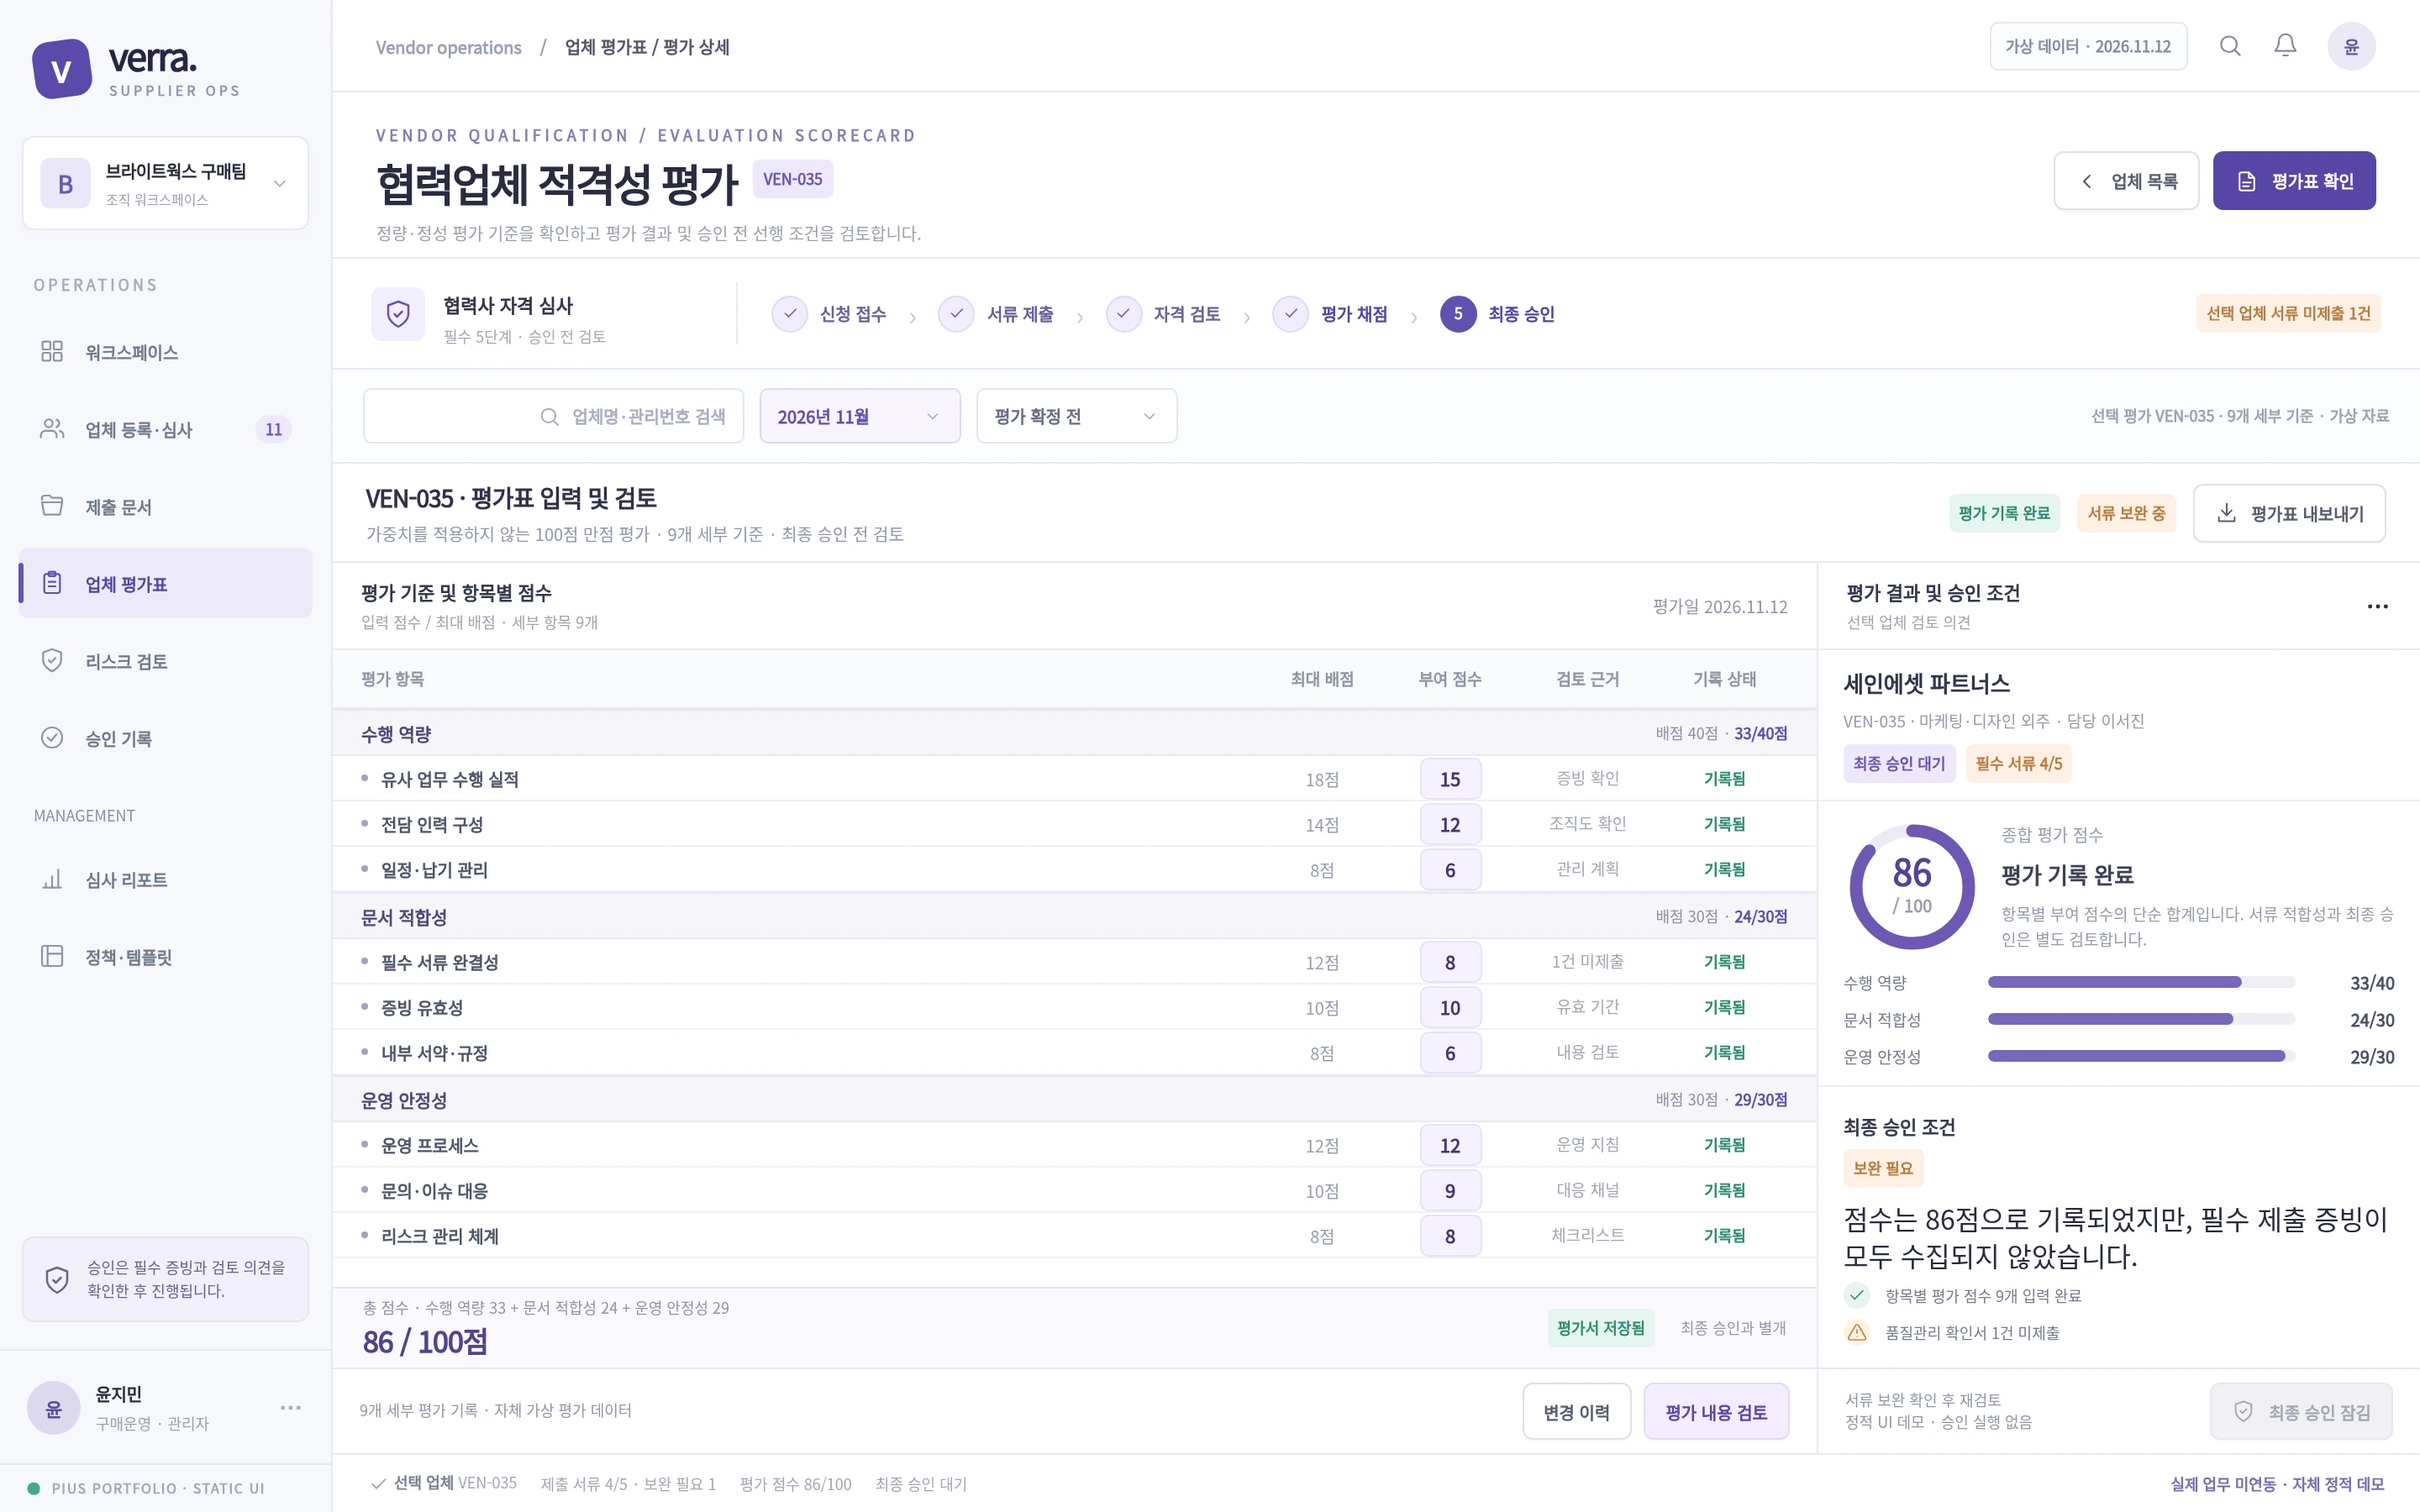 V
verra.
SUPPLIER OPS
B
브라이트웍스 구매팀
조직 워크스페이스
OPERATIONS
워크스페이스
업체 등록·심사
11
제출 문서
업체 평가표
리스크 검토
승인 기록
MANAGEMENT
심사 리포트
정책·템플릿
승인은 필수 증빙과 검토 의견을
확인한 후 진행됩니다.
윤
윤지민
구매운영 · 관리자
PIUS PORTFOLIO · STATIC UI
Vendor operations / 업체 평가표 / 평가 상세
가상 데이터 · 2026.11.12
윤
VENDOR QUALIFICATION / EVALUATION SCORECARD
협력업체 적격성 평가
VEN-035
정량·정성 평가 기준을 확인하고 평가 결과 및 승인 전 선행 조건을 검토합니다.
업체 목록
평가표 확인
협력사 자격 심사
필수 5단계 · 승인 전 검토
신청 접수
서류 제출
자격 검토
평가 채점
5
최종 승인
선택 업체 서류 미제출 1건
업체명·관리번호 검색
2026년 11월
평가 확정 전
선택 평가 VEN-035 · 9개 세부 기준 · 가상 자료
VEN-035 · 평가표 입력 및 검토
가중치를 적용하지 않는 100점 만점 평가 · 9개 세부 기준 · 최종 승인 전 검토
평가 기록 완료
서류 보완 중
평가표 내보내기
평가 기준 및 항목별 점수
입력 점수 / 최대 배점 · 세부 항목 9개
평가일 2026.11.12
평가 항목 최대 배점 부여 점수 검토 근거 기록 상태
수행 역량 배점 40점 · 33/40점
유사 업무 수행 실적 18점 15 증빙 확인 기록됨
전담 인력 구성 14점 12 조직도 확인 기록됨
일정·납기 관리 8점 6 관리 계획 기록됨
문서 적합성 배점 30점 · 24/30점
필수 서류 완결성 12점 8 1건 미제출 기록됨
증빙 유효성 10점 10 유효 기간 기록됨
내부 서약·규정 8점 6 내용 검토 기록됨
운영 안정성 배점 30점 · 29/30점
운영 프로세스 12점 12 운영 지침 기록됨
문의·이슈 대응 10점 9 대응 채널 기록됨
리스크 관리 체계 8점 8 체크리스트 기록됨
총 점수 · 수행 역량 33 + 문서 적합성 24 + 운영 안정성 29
86 / 100점
평가서 저장됨
최종 승인과 별개
9개 세부 평가 기록 · 자체 가상 평가 데이터
변경 이력
평가 내용 검토
평가 결과 및 승인 조건
선택 업체 검토 의견
세인에셋 파트너스
VEN-035 · 마케팅·디자인 외주 · 담당 이서진
최종 승인 대기
필수 서류 4/5
86
/ 100
종합 평가 점수
평가 기록 완료
항목별 부여 점수의 단순 합계입니다. 서류 적합성과 최종 승
인은 별도 검토합니다.
수행 역량 33/40
문서 적합성 24/30
운영 안정성 29/30
최종 승인 조건
보완 필요
점수는 86점으로 기록되었지만, 필수 제출 증빙이
모두 수집되지 않았습니다.
항목별 평가 점수 9개 입력 완료
품질관리 확인서 1건 미제출
서류 보완 확인 후 재검토
정적 UI 데모 · 승인 실행 없음
최종 승인 잠김
선택 업체 VEN-035 제출 서류 4/5 · 보완 필요 1 평가 점수 86/100 최종 승인 대기
실제 업무 미연동 · 자체 정적 데모